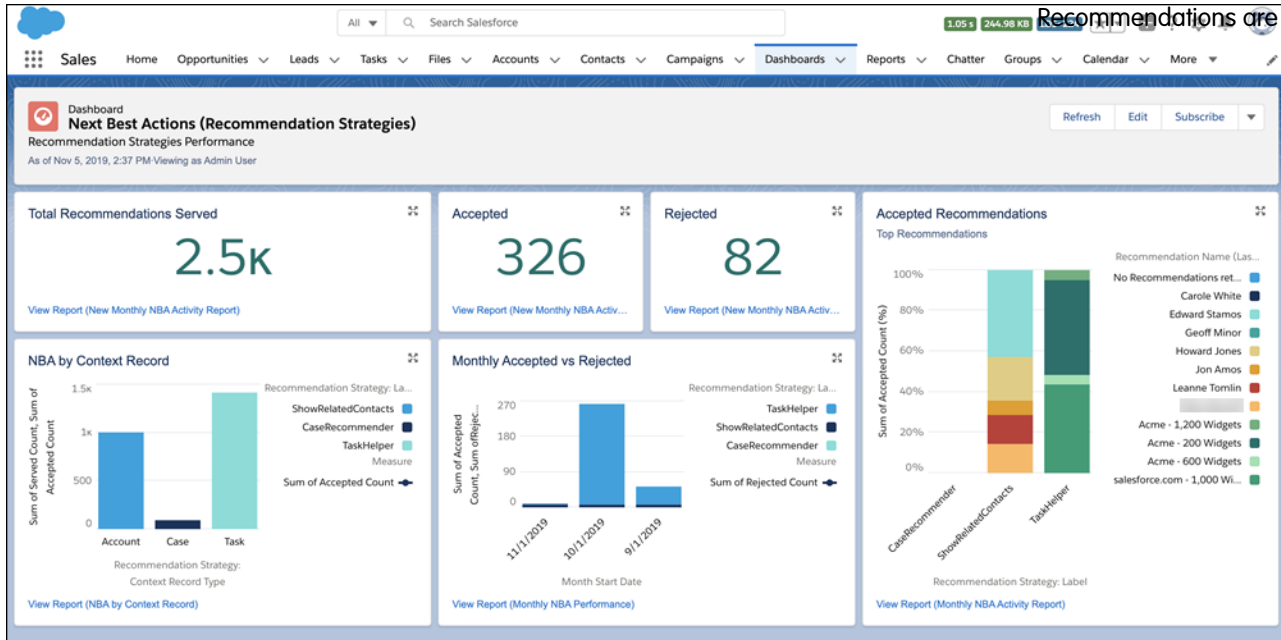 Recommendations are
All
Search Salesforce
1.05 s
244.98 KB
Sales
Home
Opportunities
Leads
Tasks
Files
Accounts
Contacts
Campaigns
Dashboards
Reports
Chatter
Groups
Calendar
More
Dashboard
Next Best Actions (Recommendation Strategies)
Recommendation Strategies Performance
As of Nov 5, 2019, 2:37 PM·Viewing as Admin User
Refresh
Edit
Subscribe
Total Recommendations Served
2.5K
View Report (New Monthly NBA Activity Report)
Accepted
326
View Report (New Monthly NBA Activ...
Rejected
82
View Report (New Monthly NBA Activ...
Accepted Recommendations
Top Recommendations
Sum of Accepted Count (%)
100%
80%
60%
40%
20%
0%
CaseRecommender
ShowRelatedContacts
TaskHelper
Recommendation Strategy: Label
Recommendation Name (Las...
No Recommendations ret...
Carole White
Edward Stamos
Geoff Minor
Howard Jones
Jon Amos
Leanne Tomlin
Acme - 1,200 Widgets
Acme - 200 Widgets
Acme - 600 Widgets
salesforce.com - 1,000 Wi...
View Report (Monthly NBA Activity Report)
NBA by Context Record
Sum of Served Count, Sum of
Accepted Count
1.5K
1K
500
0
Account
Case
Task
Recommendation Strategy:
Context Record Type
Recommendation Strategy: La...
ShowRelatedContacts
CaseRecommender
TaskHelper
Measure
Sum of Accepted Count
View Report (NBA by Context Record)
Monthly Accepted vs Rejected
Sum of Accepted
Count, Sum ofRejec...
270
180
90
0
11/1/2019
10/1/2019
9/1/2019
Month Start Date
Recommendation Strategy: La...
TaskHelper
ShowRelatedContacts
CaseRecommender
Measure
Sum of Rejected Count
View Report (Monthly NBA Performance)